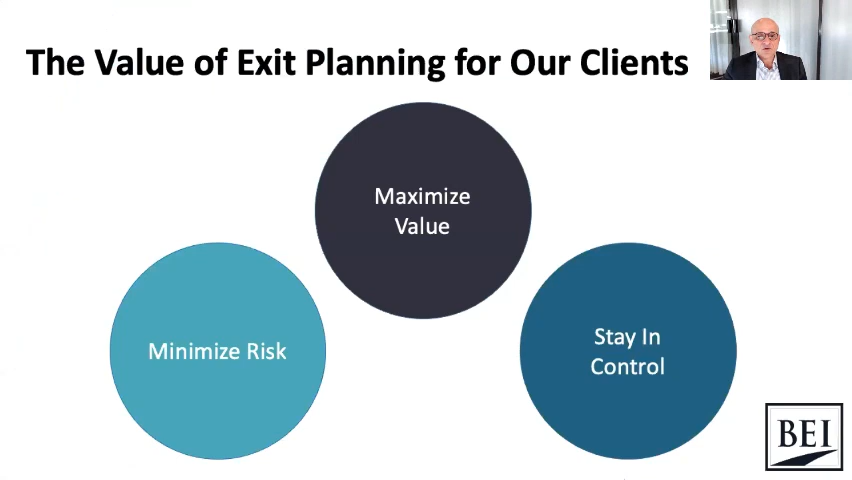 The Value of Exit Planning for Our Clients
Maximize
Value
Minimize Risk
Stay In
Control
BEI